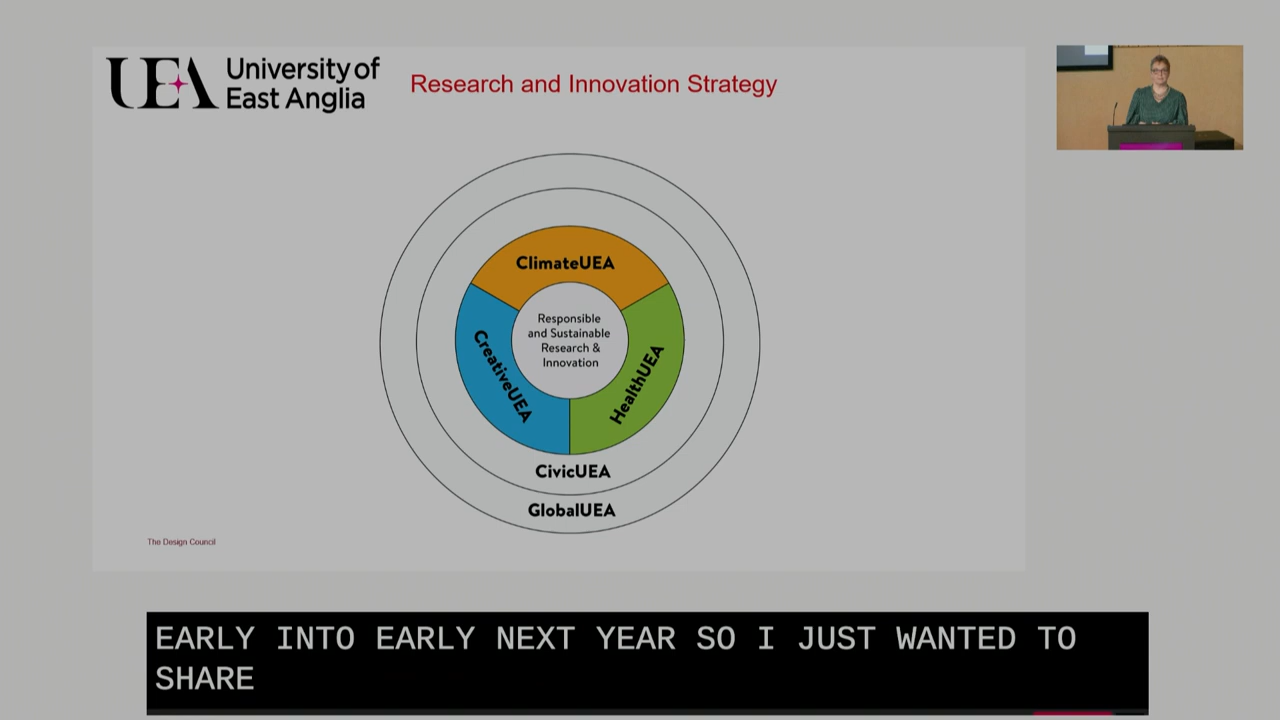 UEA
University of
East Anglia
Research and Innovation Strategy
ClimateUEA
Responsible
and Sustainable
Research &
Innovation
CreativeUEA
HealthUEA
CivicUEA
GlobalUEA
The Design Council
EARLY INTO EARLY NEXT YEAR SO I JUST WANTED TO
SHARE